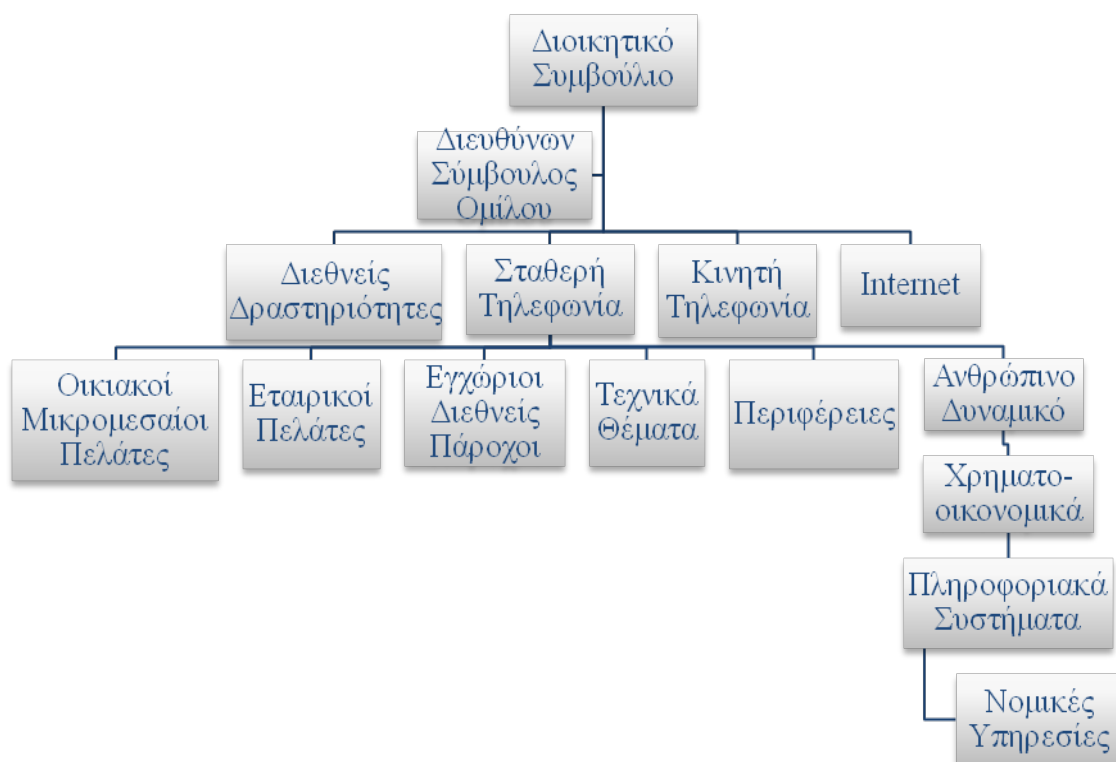 Διοικητικό
Συμβούλιο
Διευθύνων
Σύμβουλος
Ομίλου
Διεθνείς
Δραστηριότητες
Σταθερή
Τηλεφωνία
Κινητή
Τηλεφωνία
Internet
Οικιακοί
Μικρομεσαίοι
Πελάτες
Εταιρικοί
Πελάτες
Εγχώριοι
Διεθνείς
Πάροχοι
Τεχνικά
Θέματα
Περιφέρειες
Ανθρώπινο
Δυναμικό
Χρηματο-
οικονομικά
Πληροφοριακά
Συστήματα
Νομικές
Υπηρεσίες